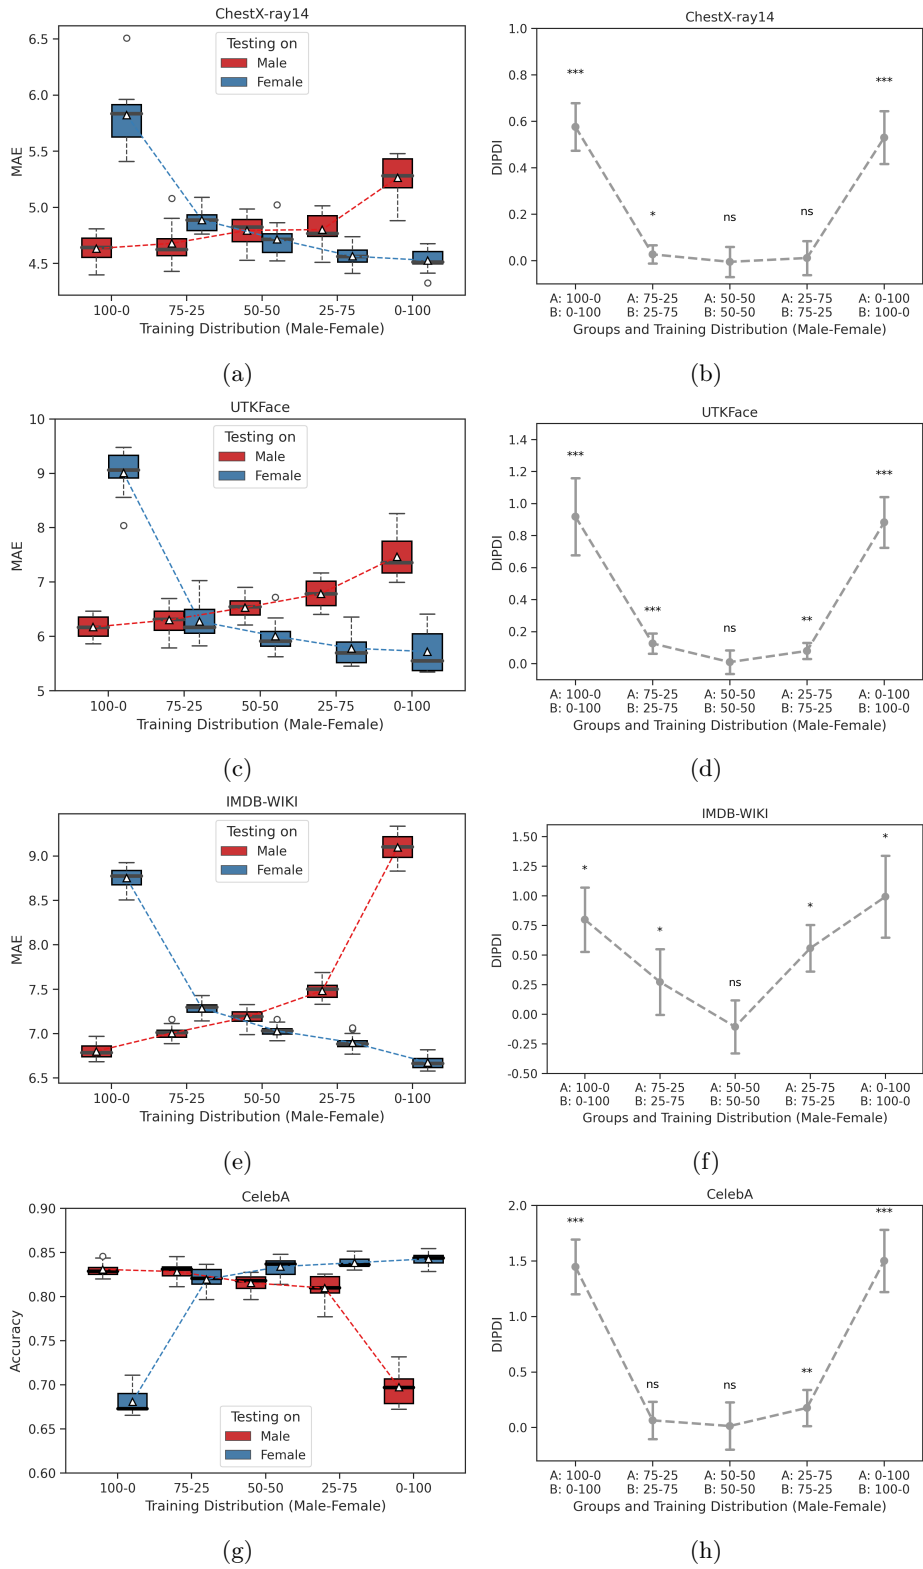 ChestX-ray14
Testing on
Male
Female
MAE
6.5
6.0
5.5
5.0
4.5
100-0 75-25 50-50 25-75 0-100
Training Distribution (Male-Female)
(a)
ChestX-ray14
DIPDI
1.0
0.8
0.6
0.4
0.2
0.0
*** * ns ns ***
A: 100-0 A: 75-25 A: 50-50 A: 25-75 A: 0-100
B: 0-100 B: 25-75 B: 50-50 B: 75-25 B: 100-0
Groups and Training Distribution (Male-Female)
(b)
UTKFace
Testing on
Male
Female
MAE
10
9
8
7
6
5
100-0 75-25 50-50 25-75 0-100
Training Distribution (Male-Female)
(c)
UTKFace
DIPDI
1.4
1.2
1.0
0.8
0.6
0.4
0.2
0.0
*** *** ns ** ***
A: 100-0 A: 75-25 A: 50-50 A: 25-75 A: 0-100
B: 0-100 B: 25-75 B: 50-50 B: 75-25 B: 100-0
Groups and Training Distribution (Male-Female)
(d)
IMDB-WIKI
Testing on
Male
Female
MAE
9.0
8.5
8.0
7.5
7.0
6.5
100-0 75-25 50-50 25-75 0-100
Training Distribution (Male-Female)
(e)
IMDB-WIKI
DIPDI
1.50
1.25
1.00
0.75
0.50
0.25
0.00
-0.25
-0.50
* * ns * *
A: 100-0 A: 75-25 A: 50-50 A: 25-75 A: 0-100
B: 0-100 B: 25-75 B: 50-50 B: 75-25 B: 100-0
Groups and Training Distribution (Male-Female)
(f)
CelebA
Testing on
Male
Female
Accuracy
0.90
0.85
0.80
0.75
0.70
0.65
0.60
100-0 75-25 50-50 25-75 0-100
Training Distribution (Male-Female)
(g)
CelebA
DIPDI
2.0
1.5
1.0
0.5
0.0
*** ns ns ** ***
A: 100-0 A: 75-25 A: 50-50 A: 25-75 A: 0-100
B: 0-100 B: 25-75 B: 50-50 B: 75-25 B: 100-0
Groups and Training Distribution (Male-Female)
(h)